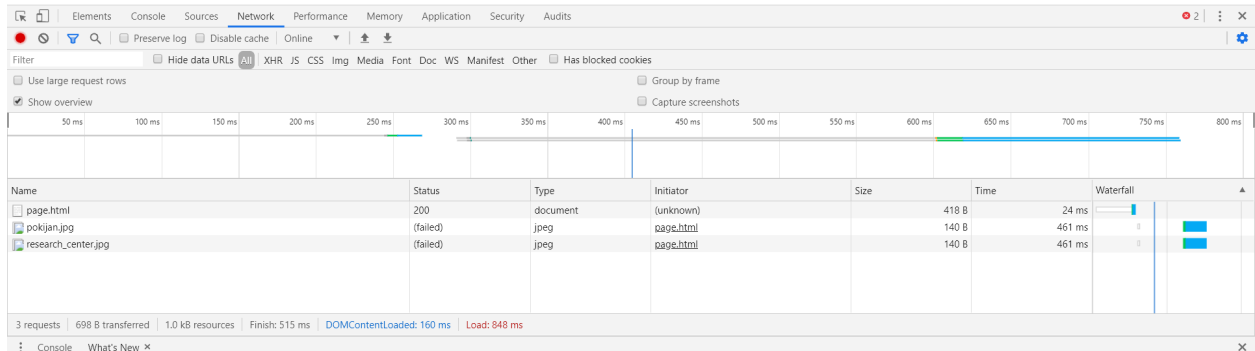 Elements Console Sources Network Performance Memory Application Security Audits 2
Preserve log Disable cache Online
Filter Hide data URLs All XHR JS CSS Img Media Font Doc WS Manifest Other Has blocked cookies
Use large request rows Group by frame
Show overview Capture screenshots
50 ms 100 ms 150 ms 200 ms 250 ms 300 ms 350 ms 400 ms 450 ms 500 ms 550 ms 600 ms 650 ms 700 ms 750 ms 800 ms
Name Status Type Initiator Size Time Waterfall
page.html 200 document (unknown) 418 B 24 ms
pokijan.jpg (failed) jpeg page.html 140 B 461 ms
research_center.jpg (failed) jpeg page.html 140 B 461 ms
3 requests 698 B transferred 1.0 kB resources Finish: 515 ms DOMContentLoaded: 160 ms Load: 848 ms
Console What's New ×